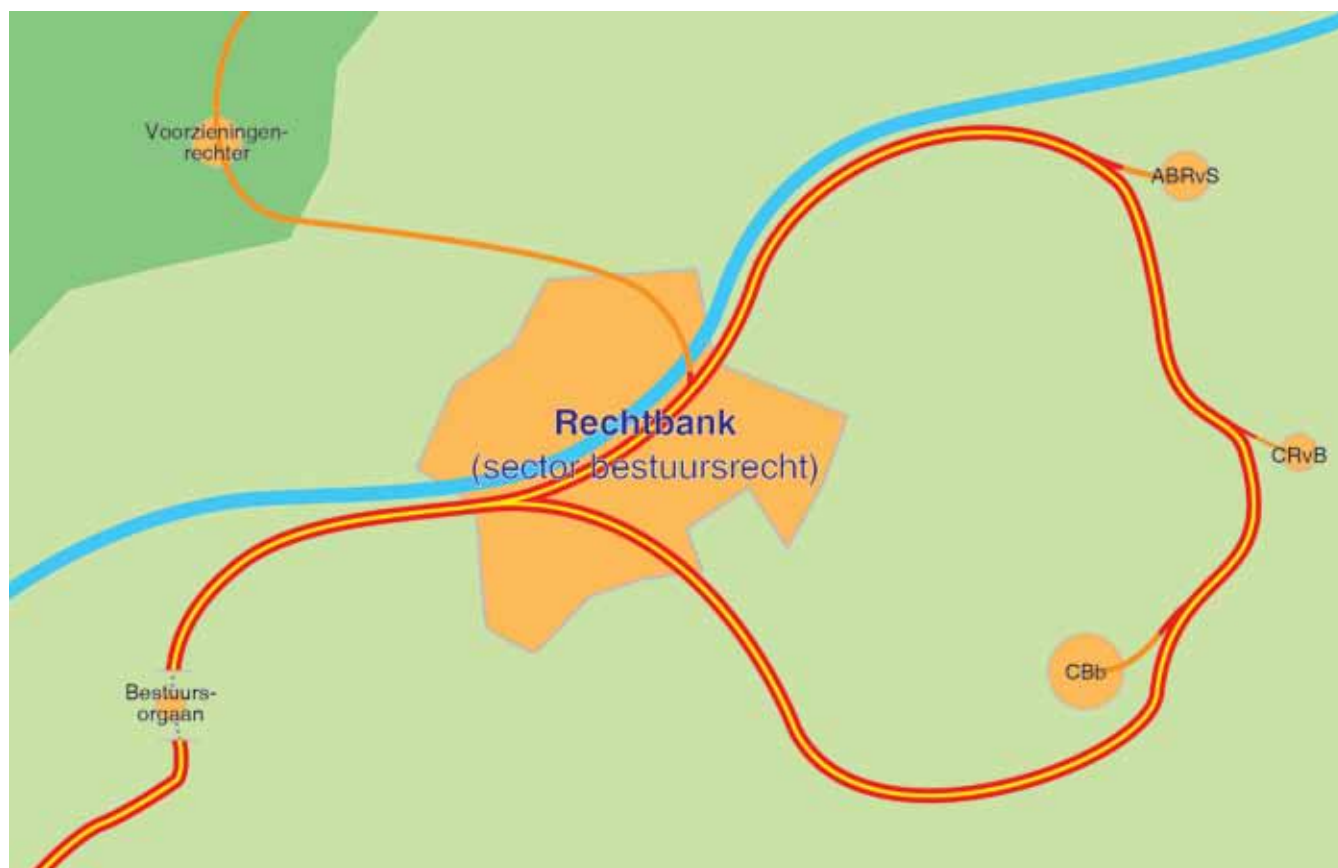 Voorzieningen-
rechter
ABRvS
Rechtbank
(sector bestuursrecht)
CRvB
CBb
Bestuurs-
orgaan